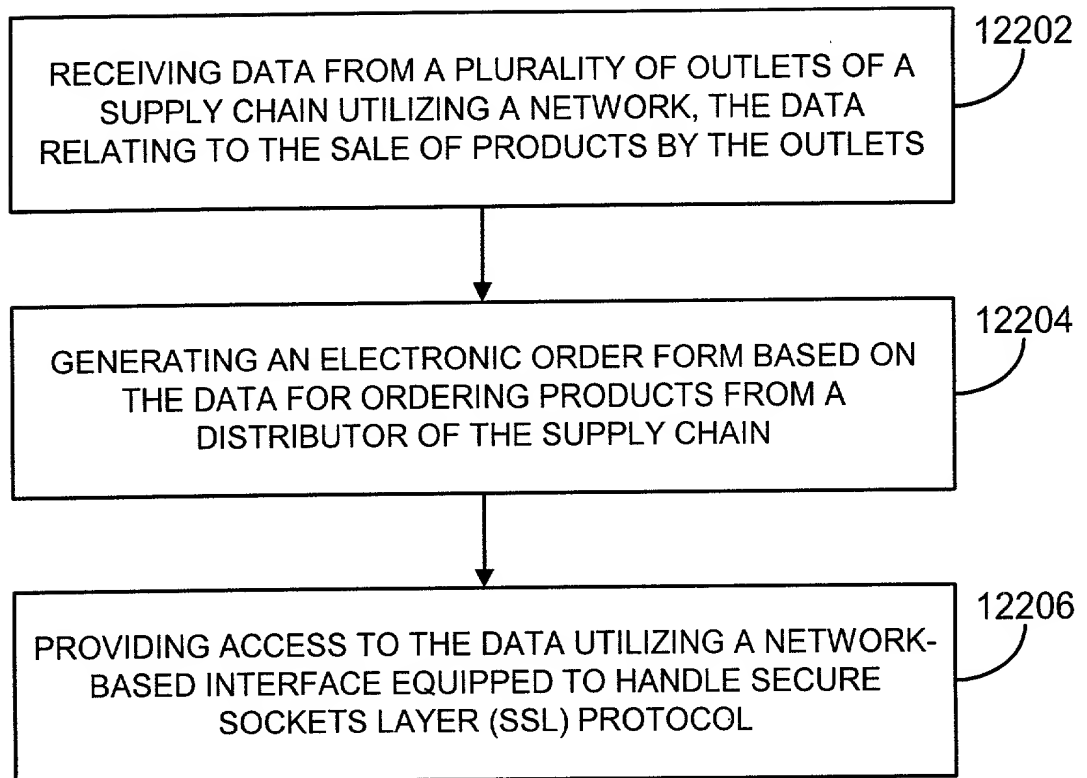 12202
RECEIVING DATA FROM A PLURALITY OF OUTLETS OF A
SUPPLY CHAIN UTILIZING A NETWORK, THE DATA
RELATING TO THE SALE OF PRODUCTS BY THE OUTLETS
12204
GENERATING AN ELECTRONIC ORDER FORM BASED ON
THE DATA FOR ORDERING PRODUCTS FROM A
DISTRIBUTOR OF THE SUPPLY CHAIN
12206
PROVIDING ACCESS TO THE DATA UTILIZING A NETWORK-
BASED INTERFACE EQUIPPED TO HANDLE SECURE
SOCKETS LAYER (SSL) PROTOCOL